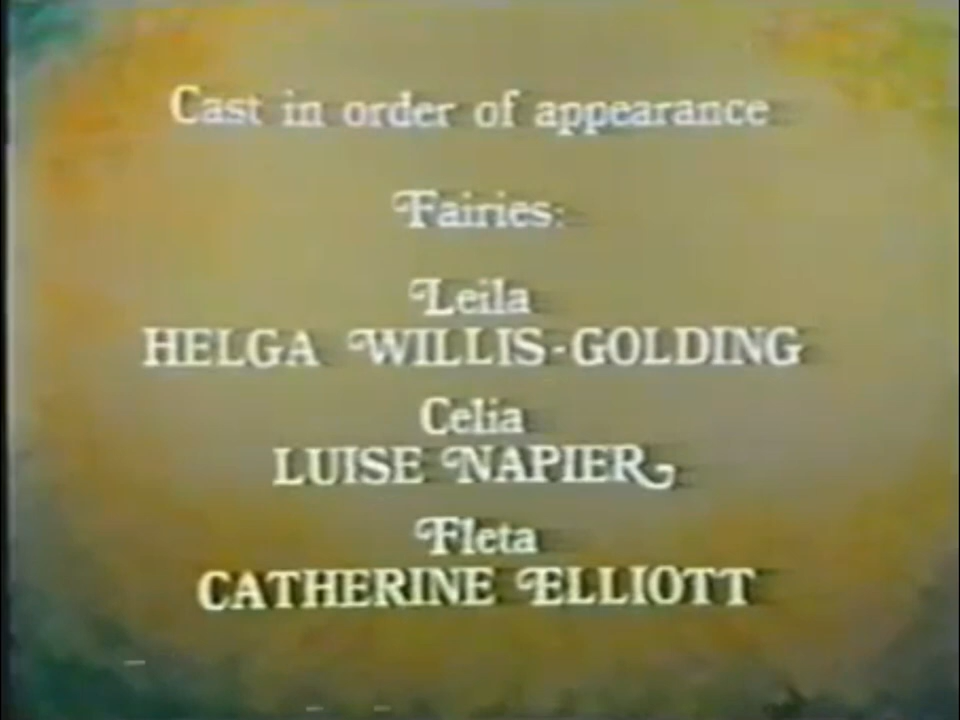 Cast in order of appearance
Fairies:
Leila
HELGA WILLIS-GOLDING
Celia
LUISE NAPIER
Fleta
CATHERINE ELLIOTT